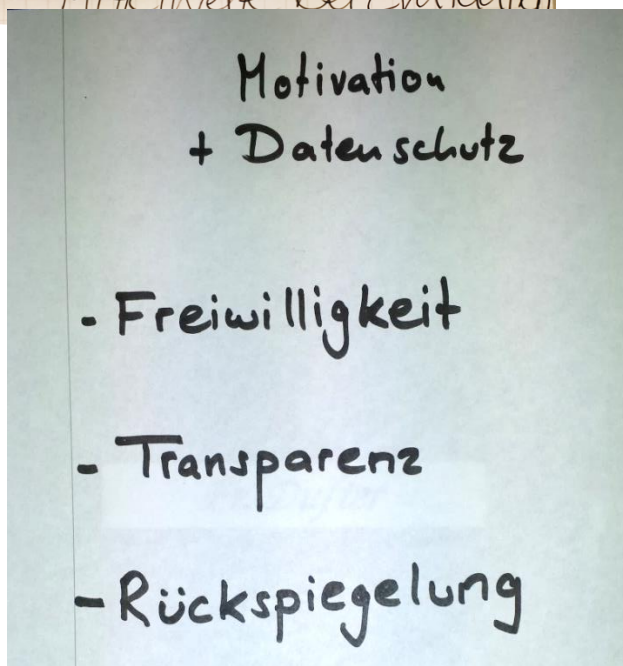 Motivation
+ Datenschutz
- Freiwilligkeit
- Transparenz
- Rückspiegelung